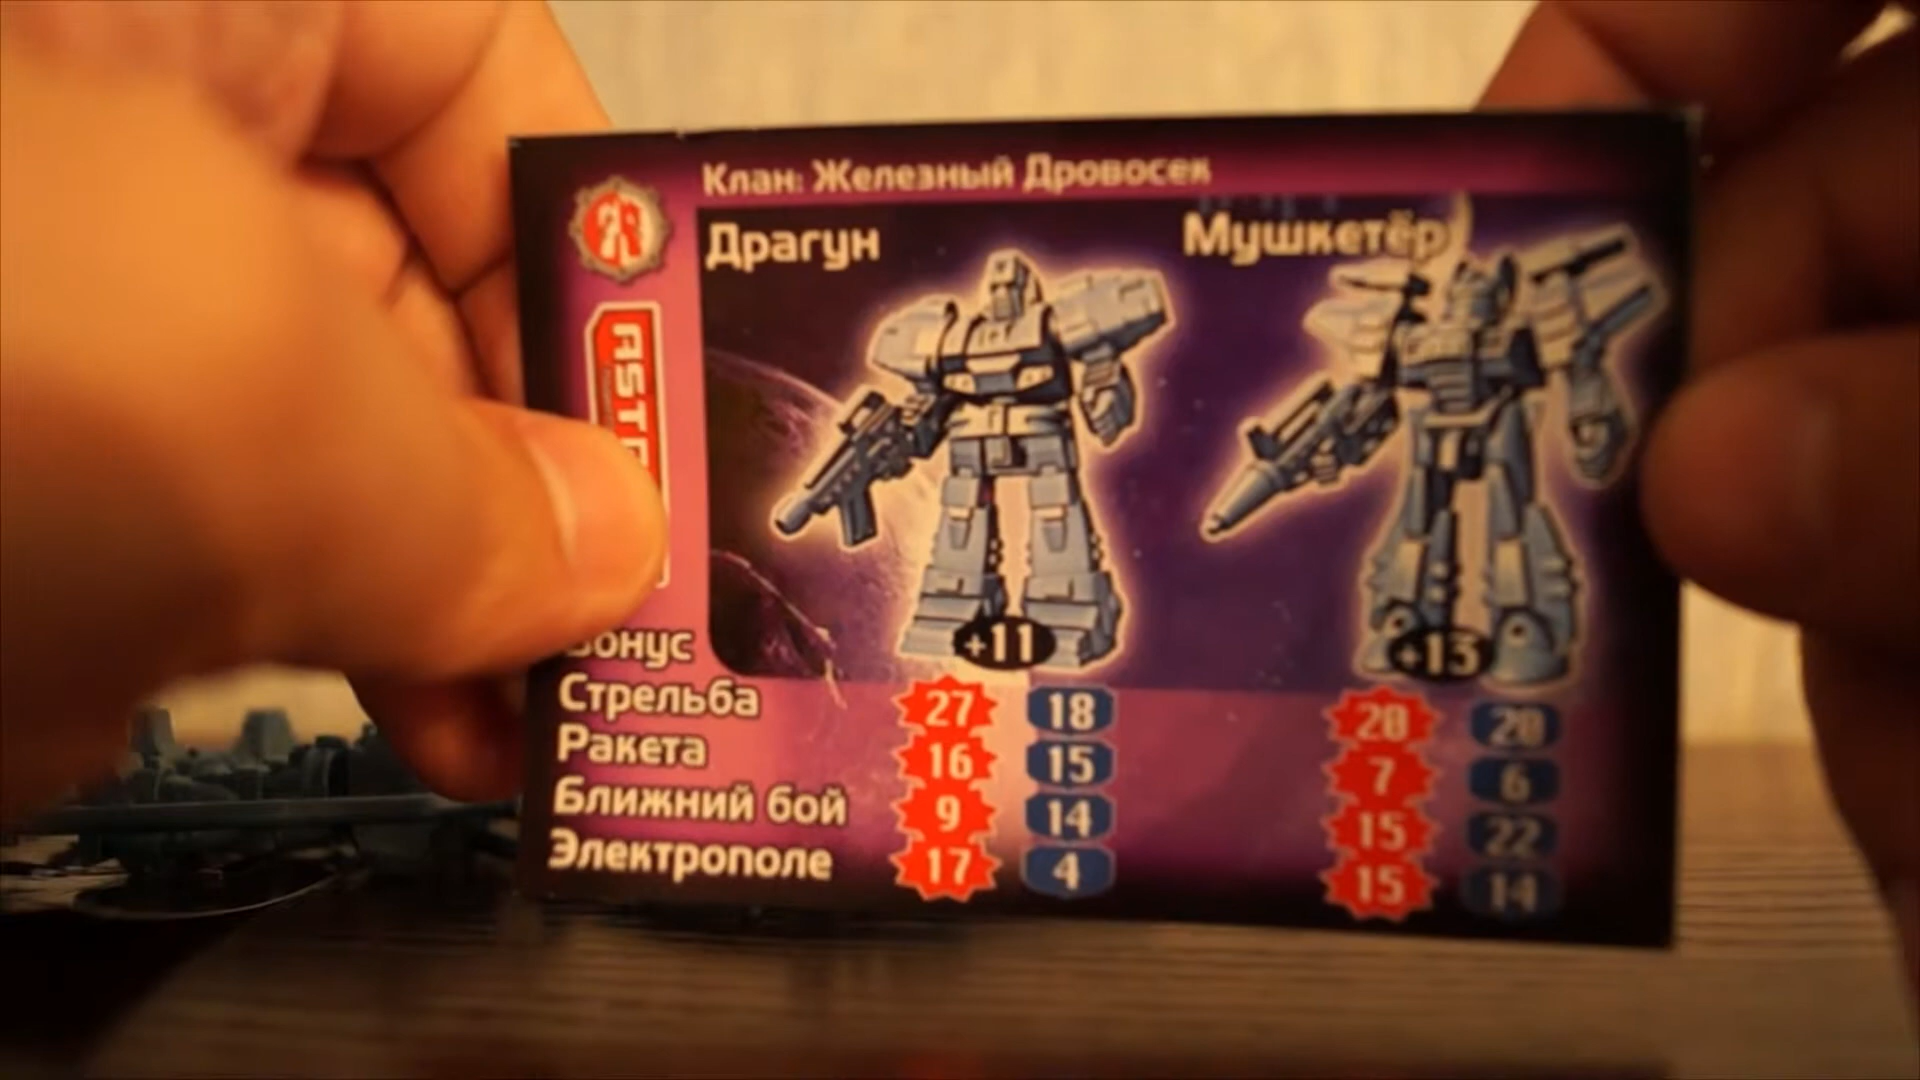 Клан: Железный Дровосек
Драгун Мушкетёр
Бонус +11 +13
Стрельба 27 18 20 20
Ракета 16 15 7 6
Ближний бой 9 14 15 22
Электрополе 17 4 15 14